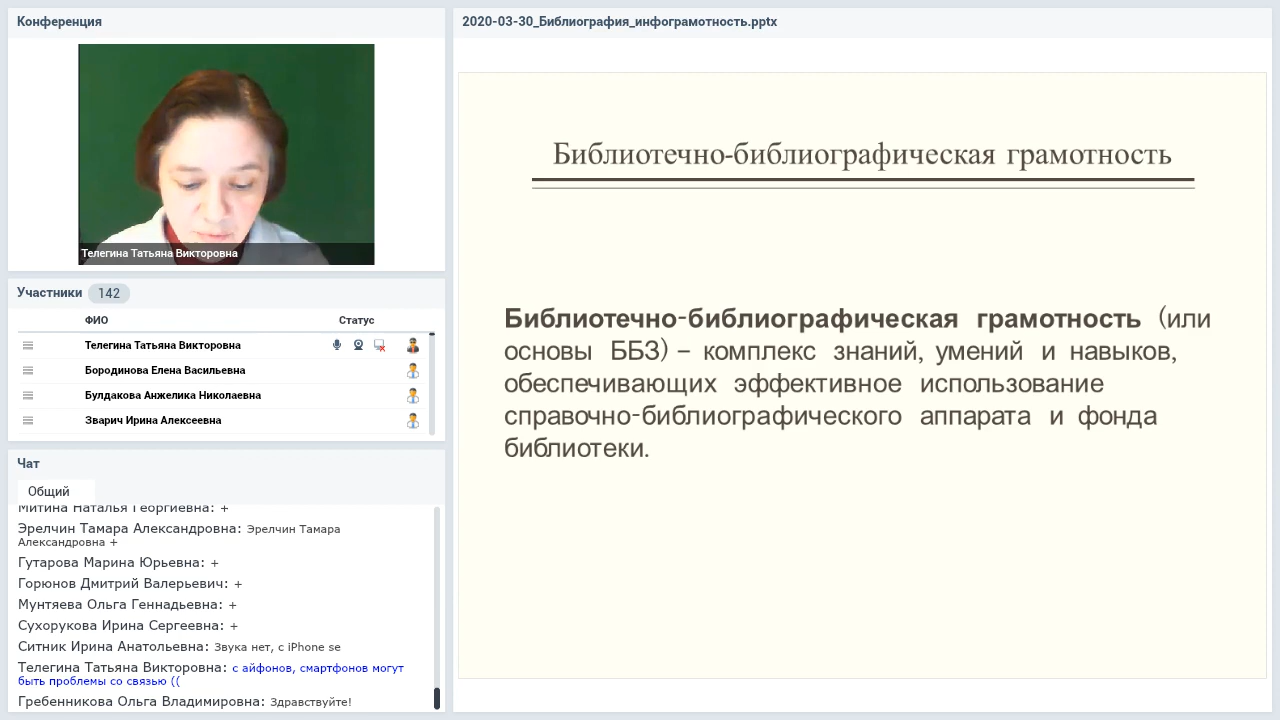 Конференция
Телегина Татьяна Викторовна
Участники 142
ФИО Статус
Телегина Татьяна Викторовна
Бородинова Елена Васильевна
Булдакова Анжелика Николаевна
Зварич Ирина Алексеевна
Чат
Общий
Митина Наталья Георгиевна: +
Эрелчин Тамара Александровна: Эрелчин Тамара
Александровна +
Гутарова Марина Юрьевна: +
Горюнов Дмитрий Валерьевич: +
Мунтяева Ольга Геннадьевна: +
Сухорукова Ирина Сергеевна: +
Ситник Ирина Анатольевна: Звука нет, с iPhone se
Телегина Татьяна Викторовна: с айфонов, смартфонов могут
быть проблемы со связью ((
Гребенникова Ольга Владимировна: Здравствуйте!
2020-03-30_Библиография_инфограмотность.pptx
Библиотечно-библиографическая грамотность
Библиотечно-библиографическая грамотность (или
основы ББЗ) – комплекс знаний, умений и навыков,
обеспечивающих эффективное использование
справочно-библиографического аппарата и фонда
библиотеки.